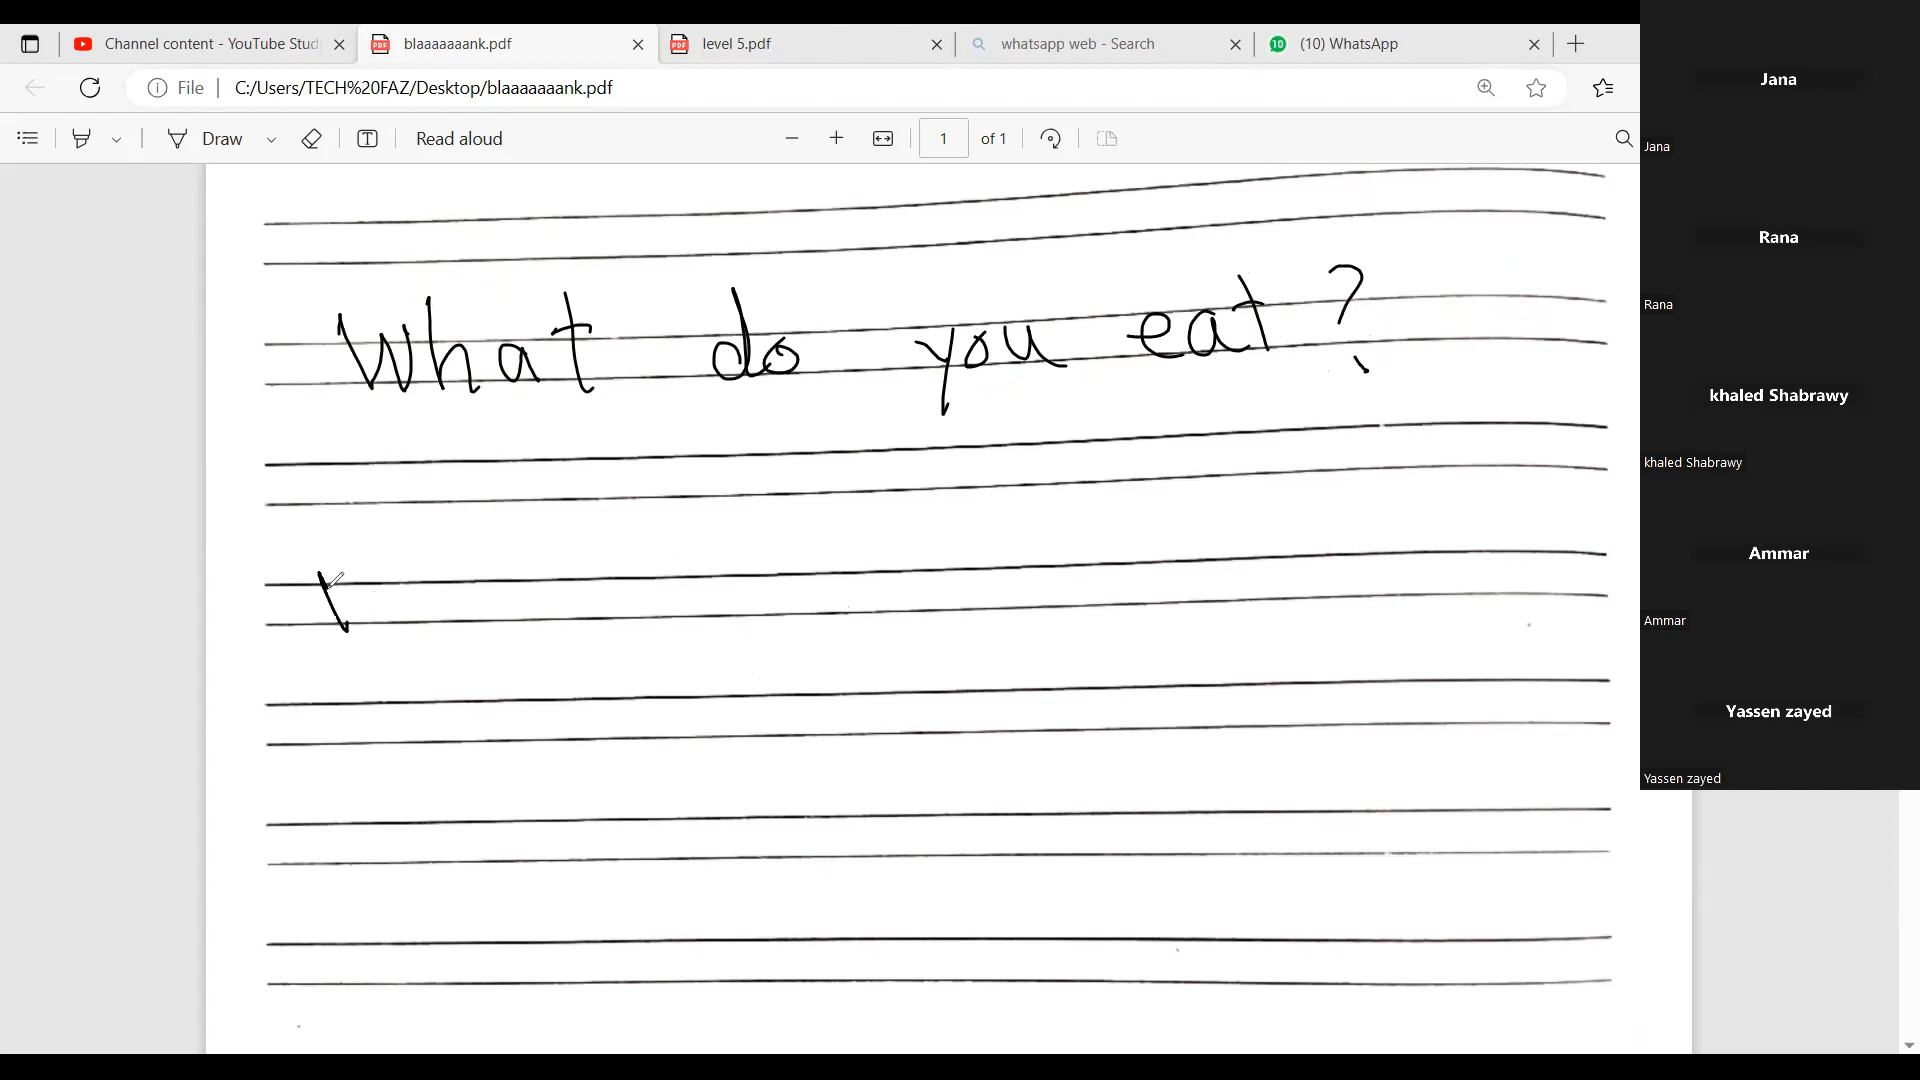 Channel content - YouTube Stud
blaaaaaaank.pdf
level 5.pdf
whatsapp web - Search
10
(10) WhatsApp
File
C:/Users/TECH%20FAZ/Desktop/blaaaaaaank.pdf
Draw
Read aloud
1
of 1
What do you eat?
Jana
Jana
Rana
Rana
khaled Shabrawy
khaled Shabrawy
Ammar
Ammar
Yassen zayed
Yassen zayed